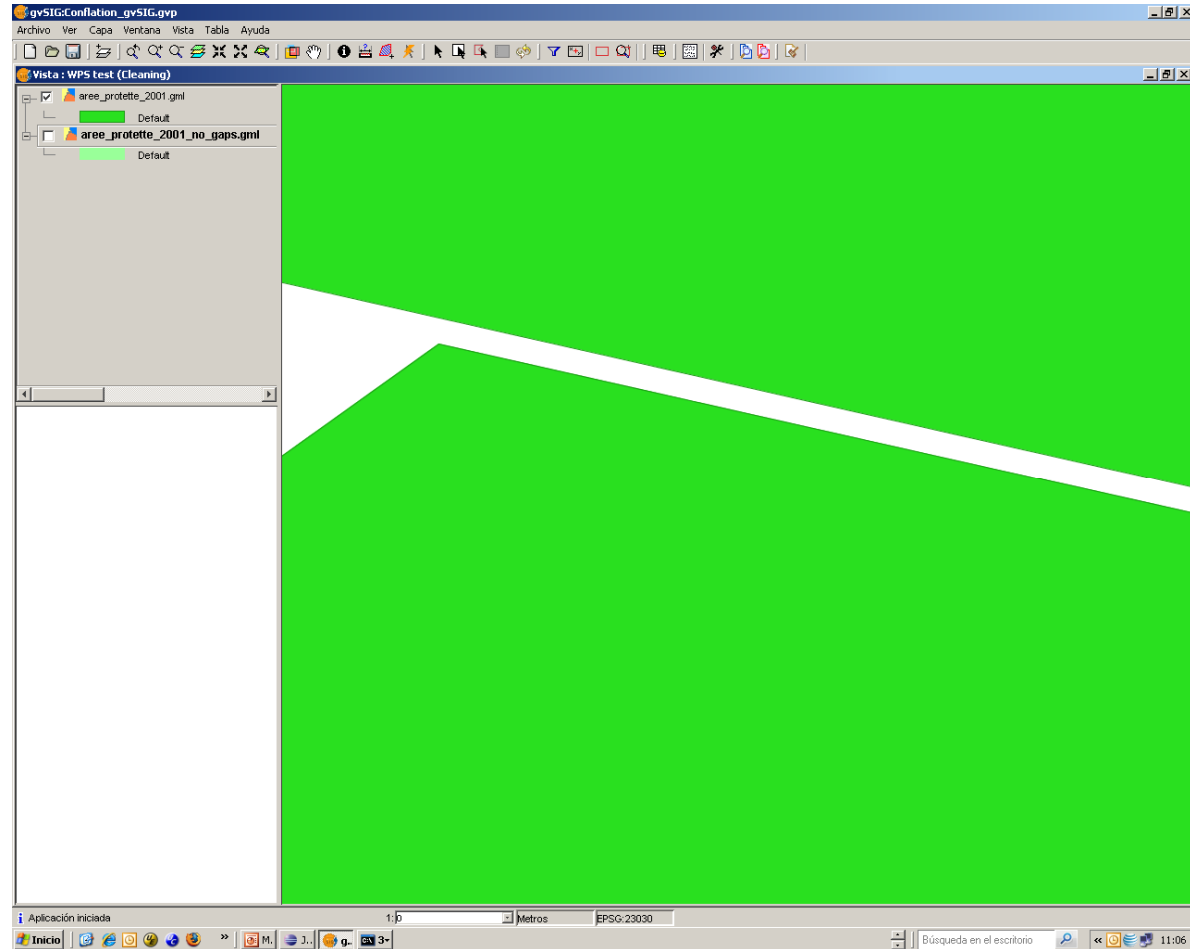 gvSIG:Conflation_gvSIG.gvp
Archivo Ver Capa Ventana Vista Tabla Ayuda
Vista : WPS test (Cleaning)
aree_protette_2001.gml
Default
aree_protette_2001_no_gaps.gml
Default
Aplicación iniciada 1:0 Metros EPSG:23030
Inicio » M. J.. g.. 3 Búsqueda en el escritorio « 11:06